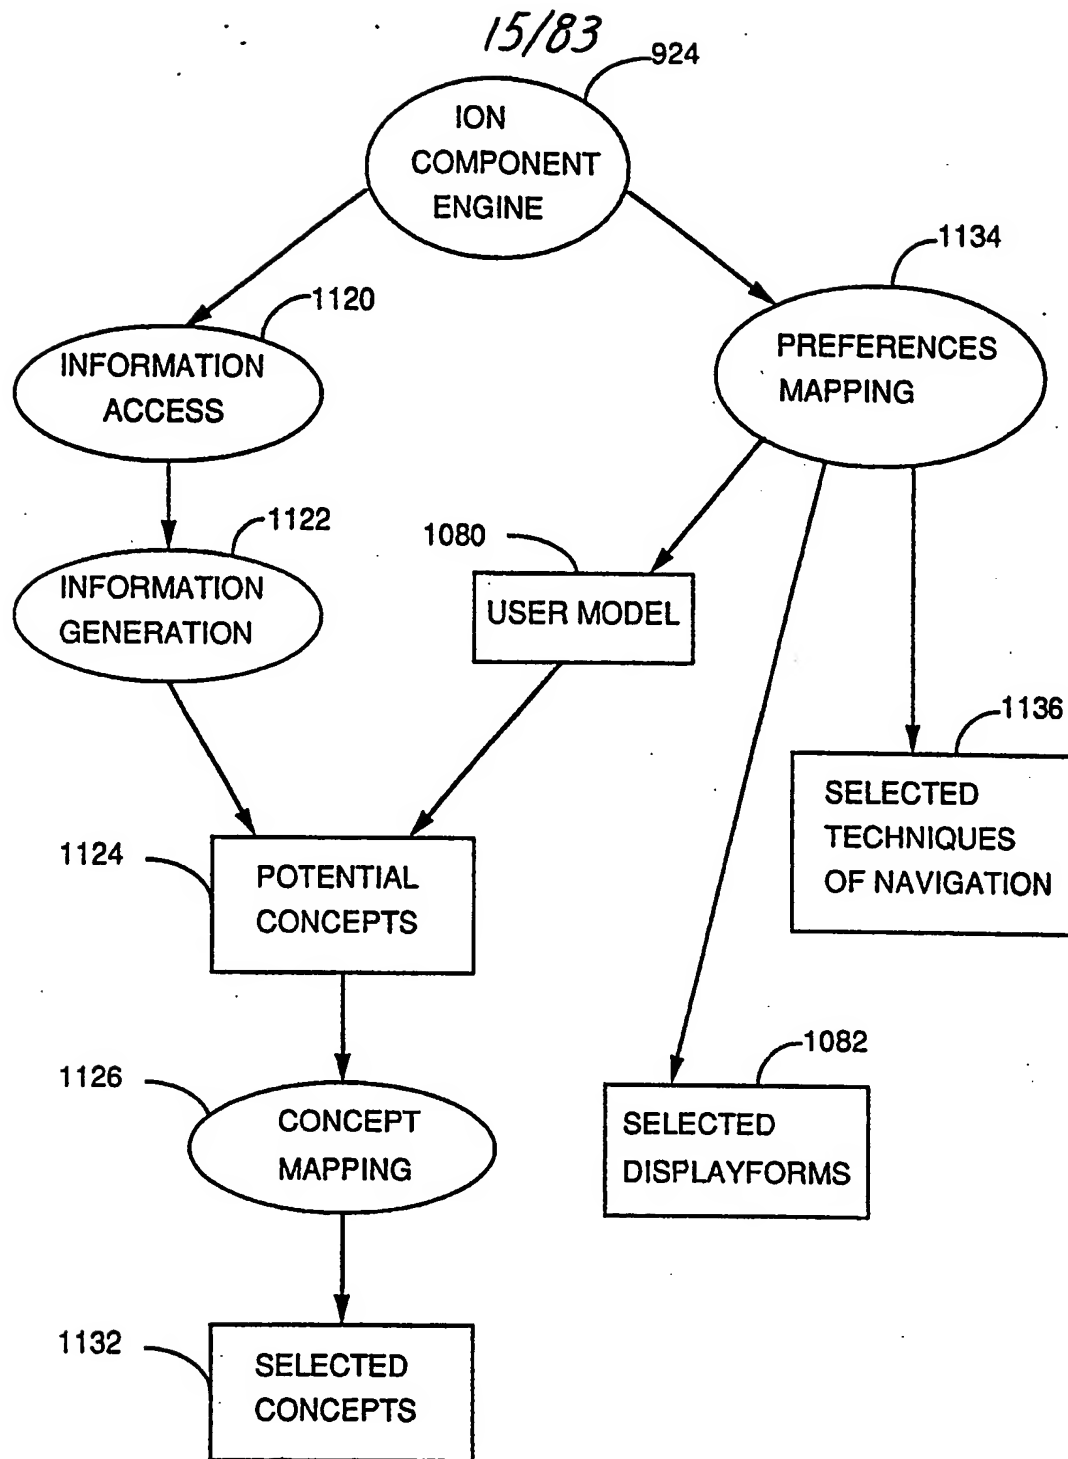 15/83
924
ION
COMPONENT
ENGINE
1134
1120
PREFERENCES
MAPPING
INFORMATION
ACCESS
1122
1080
INFORMATION
GENERATION
USER MODEL
1136
SELECTED
TECHNIQUES
OF NAVIGATION
1124
POTENTIAL
CONCEPTS
1082
1126
CONCEPT
MAPPING
SELECTED
DISPLAYFORMS
1132
SELECTED
CONCEPTS